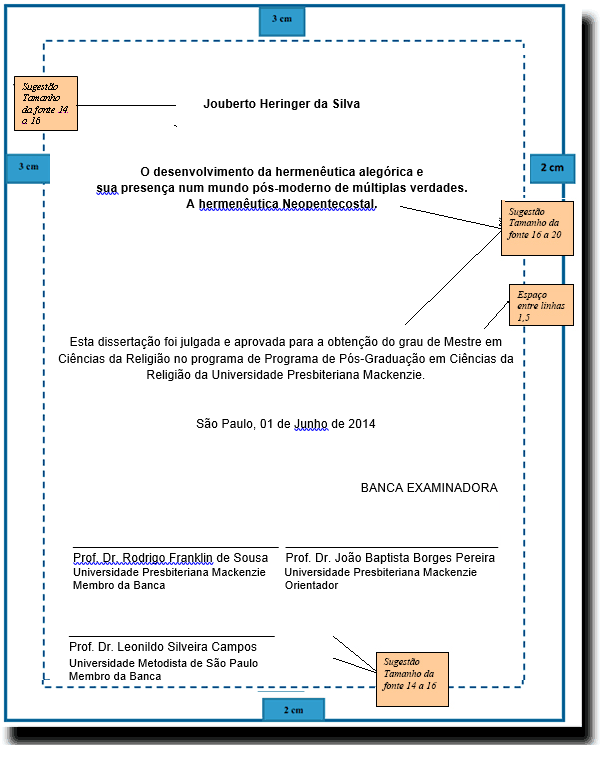 3 cm
Sugestão
Tamanho
da fonte 14
a 16
Jouberto Heringer da Silva
3 cm
2 cm
O desenvolvimento da hermenêutica alegórica e
sua presença num mundo pós-moderno de múltiplas verdades.
A hermenêutica Neopentecostal.
Sugestão
Tamanho da
fonte 16 a 20
Espaço
entre linhas
1,5
Esta dissertação foi julgada e aprovada para a obtenção do grau de Mestre em
Ciências da Religião no programa de Programa de Pós-Graduação em Ciências da
Religião da Universidade Presbiteriana Mackenzie.
São Paulo, 01 de Junho de 2014
BANCA EXAMINADORA
Prof. Dr. Rodrigo Franklin de Sousa
Universidade Presbiteriana Mackenzie
Membro da Banca
Prof. Dr. João Baptista Borges Pereira
Universidade Presbiteriana Mackenzie
Orientador
Prof. Dr. Leonildo Silveira Campos
Universidade Metodista de São Paulo
Membro da Banca
Sugestão
Tamanho da
fonte 14 a 16
2 cm